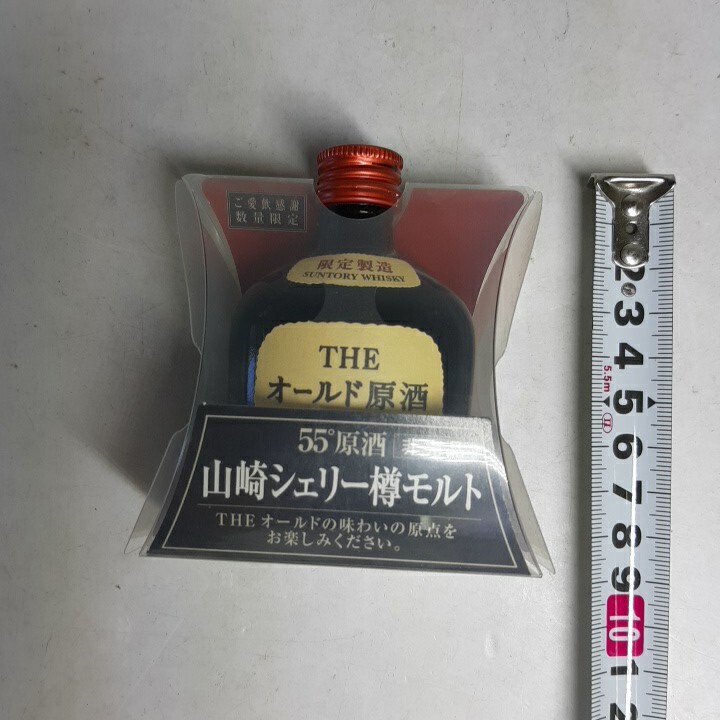 ご愛飲感謝
数量限定
限定製造
SUNTORY WHISKY
THE
オールド原酒
55°原酒
山崎シェリー樽モルト
THEオールドの味わいの原点を
お楽しみください。
2
3
4
5.5m
5
6
7
8
9
10
1
2